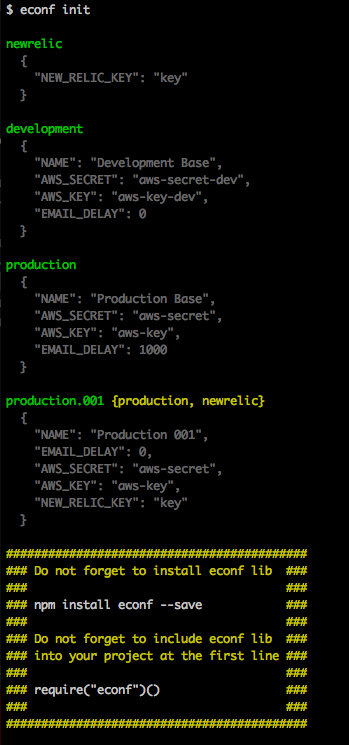 $ econf init
newrelic
{
"NEW_RELIC_KEY": "key"
}
development
{
"NAME": "Development Base",
"AWS_SECRET": "aws-secret-dev",
"AWS_KEY": "aws-key-dev",
"EMAIL_DELAY": 0
}
production
{
"NAME": "Production Base",
"AWS_SECRET": "aws-secret",
"AWS_KEY": "aws-key",
"EMAIL_DELAY": 1000
}
production.001 {production, newrelic}
{
"NAME": "Production 001",
"EMAIL_DELAY": 0,
"AWS_SECRET": "aws-secret",
"AWS_KEY": "aws-key",
"NEW_RELIC_KEY": "key"
}
###########################################
### Do not forget to install econf lib  ###
###                                     ###
### npm install econf --save            ###
###                                     ###
### Do not forget to include econf lib  ###
### into your project at the first line ###
###                                     ###
### require("econf")()                  ###
###                                     ###
###########################################